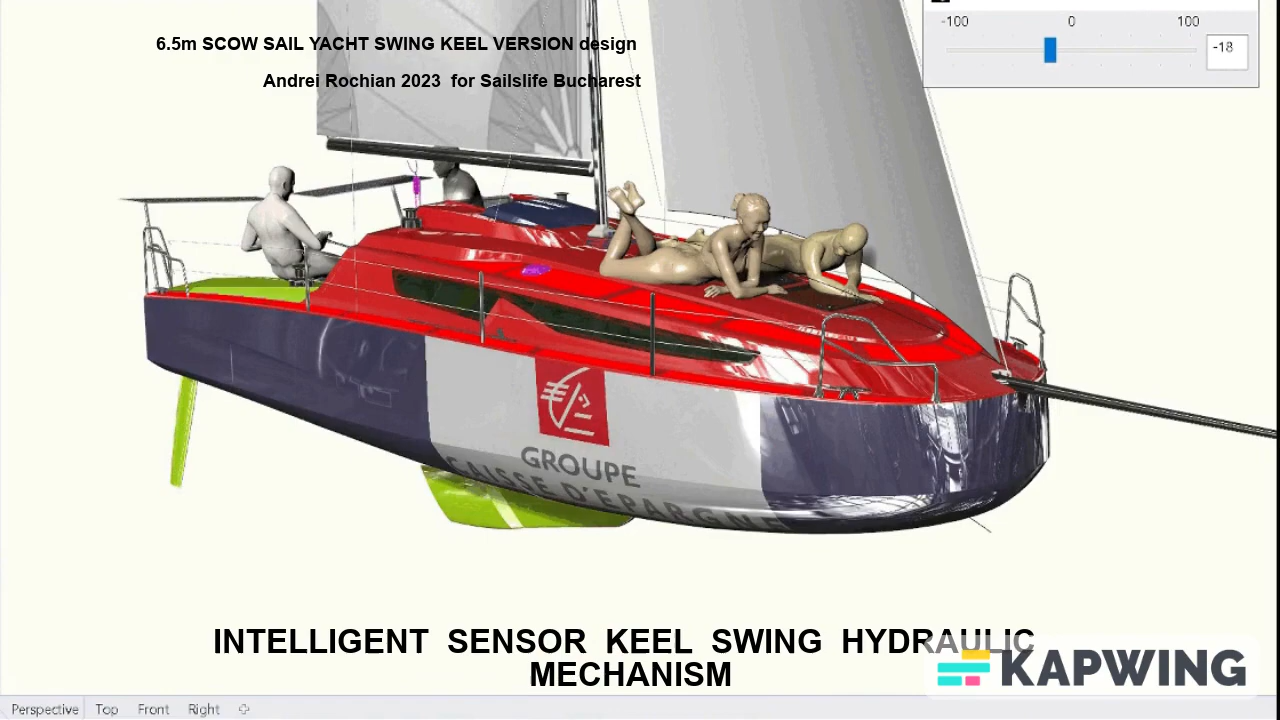 -100 0 100
6.5m SCOW SAIL YACHT SWING KEEL VERSION design
-18
Andrei Rochian 2023 for Sailslife Bucharest
GROUPE
CAISSE D'EPARGNE
INTELLIGENT SENSOR KEEL SWING HYDRAULIC
MECHANISM
KAPWING
Perspective Top Front Right